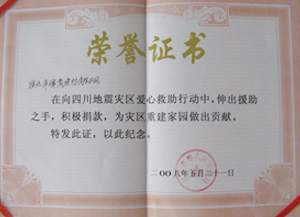 荣誉证书
在向四川地震灾区爱心救助行动中，伸出援助
之手，积极捐款，为灾区重建家园做出贡献。
特发此证，以此纪念。
二〇〇八年五月二十一日